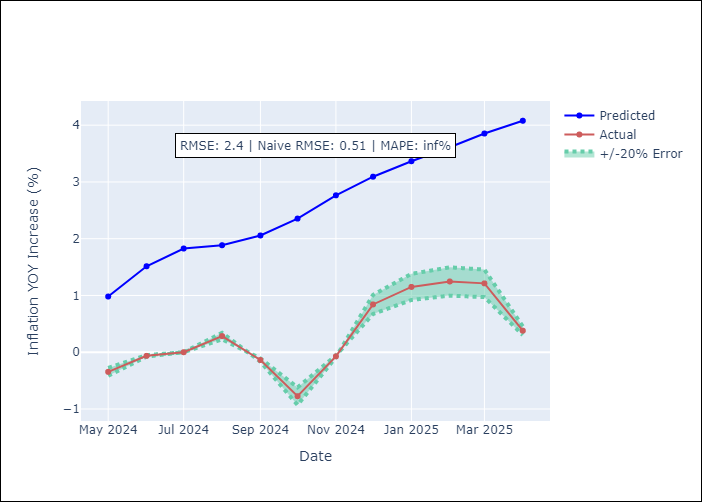 Predicted
Actual
+/-20% Error
RMSE: 2.4 | Naive RMSE: 0.51 | MAPE: inf%
Inflation YOY Increase (%)
4
3
2
1
0
−1
May 2024
Jul 2024
Sep 2024
Nov 2024
Jan 2025
Mar 2025
Date